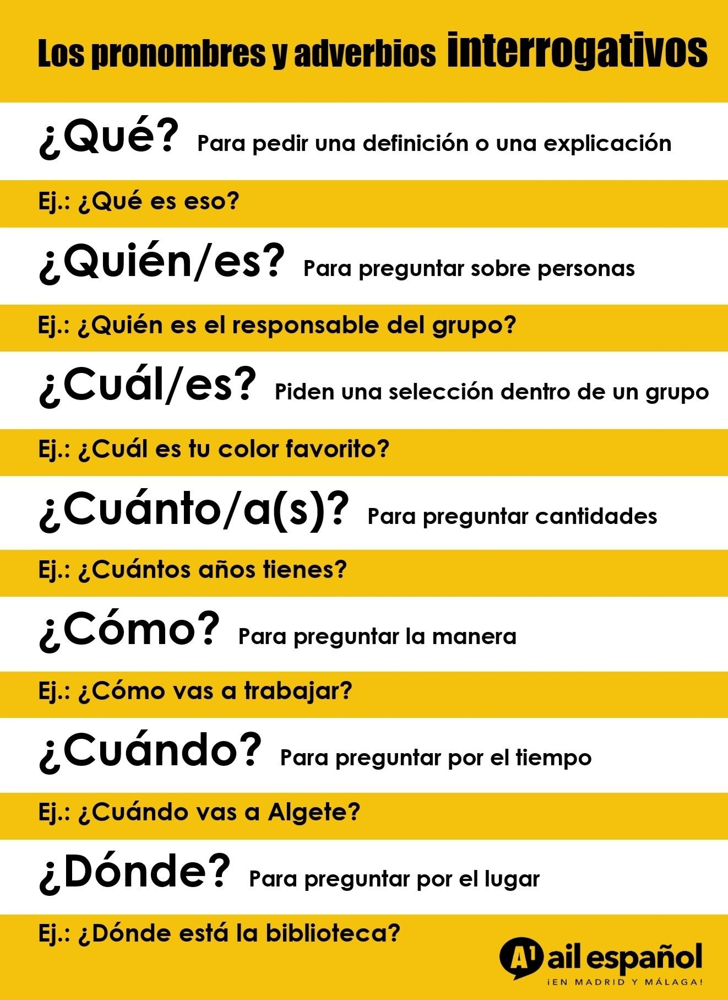 Los pronombres y adverbios interrogativos
¿Qué? Para pedir una definición o una explicación
Ej.: ¿Qué es eso?
¿Quién/es? Para preguntar sobre personas
Ej.: ¿Quién es el responsable del grupo?
¿Cuál/es? Piden una selección dentro de un grupo
Ej.: ¿Cuál es tu color favorito?
¿Cuánto/a(s)? Para preguntar cantidades
Ej.: ¿Cuántos años tienes?
¿Cómo? Para preguntar la manera
Ej.: ¿Cómo vas a trabajar?
¿Cuándo? Para preguntar por el tiempo
Ej.: ¿Cuándo vas a Algete?
¿Dónde? Para preguntar por el lugar
Ej.: ¿Dónde está la biblioteca?
A1 ail español
¡EN MADRID Y MÁLAGA!